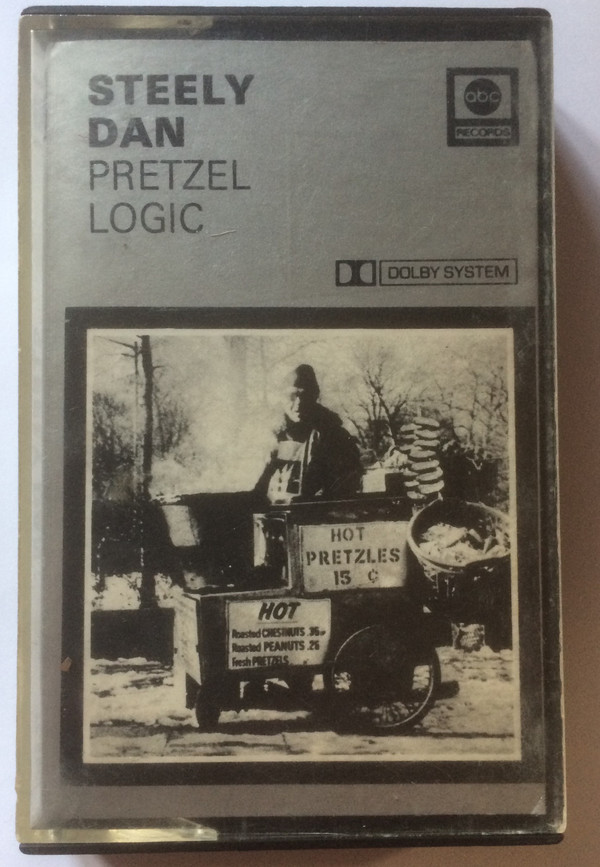 STEELY
DAN
PRETZEL
LOGIC
abc
RECORDS
DOLBY SYSTEM
HOT
PRETZLES
15 ¢
HOT
Roasted CHESTNUTS .35
Roasted PEANUTS .25
Fresh PRETZELS